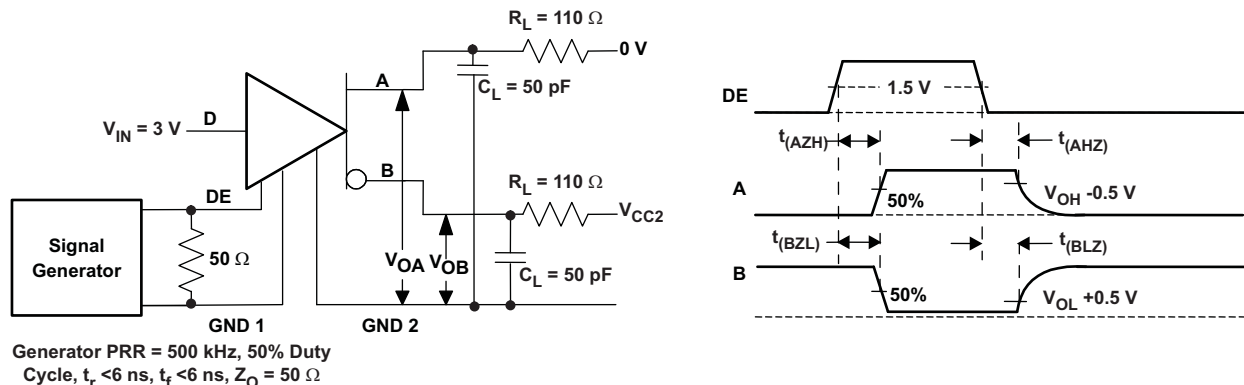 R_L = 110 Ω
0 V
A
C_L = 50 pF
V_IN = 3 V
D
B
R_L = 110 Ω
DE
V_CC2
Signal
Generator
50 Ω
V_OA
V_OB
C_L = 50 pF
GND 1
GND 2
Generator PRR = 500 kHz, 50% Duty
Cycle, t_r <6 ns, t_f <6 ns, Z_O = 50 Ω
DE
1.5 V
t_(AZH)
t_(AHZ)
A
50%
V_OH -0.5 V
t_(BZL)
t_(BLZ)
B
50%
V_OL +0.5 V